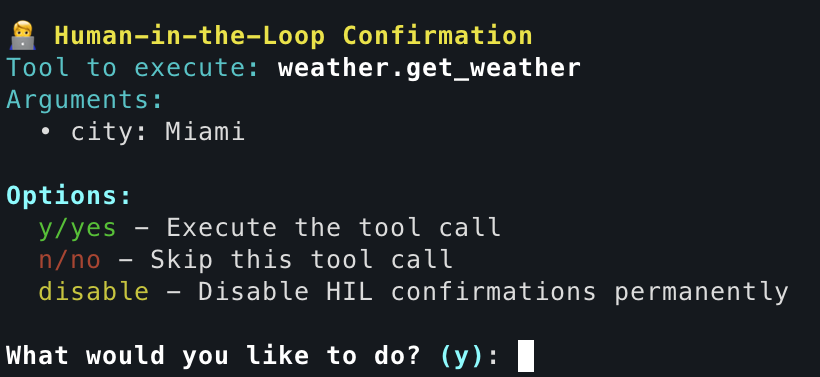 🧑‍💻 Human-in-the-Loop Confirmation
Tool to execute: weather.get_weather
Arguments:
• city: Miami
Options:
y/yes – Execute the tool call
n/no – Skip this tool call
disable – Disable HIL confirmations permanently
What would you like to do? (y):